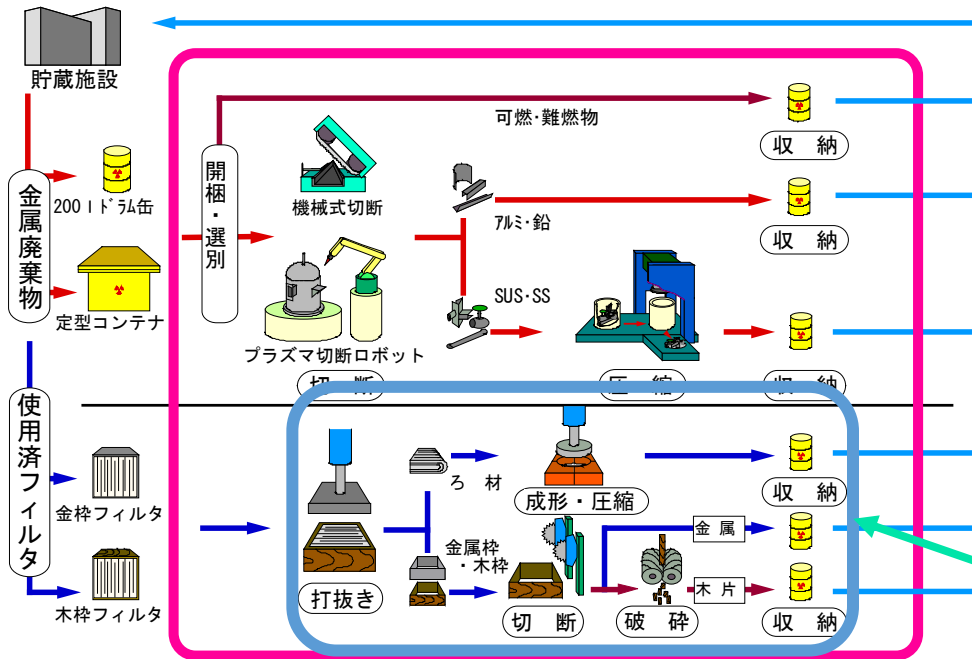 貯蔵施設
金属廃棄物
200 l ﾄﾞﾗﾑ缶
定型コンテナ
開梱・選別
可燃・難燃物
収 納
機械式切断
ｱﾙﾐ・鉛
収 納
プラズマ切断ロボット
切 断
SUS・SS
圧 縮
収 納
使用済フィルタ
金枠フィルタ
木枠フィルタ
打抜き
ろ 材
成形・圧縮
収 納
金属枠
・木枠
切 断
金 属
破 砕
木 片
収 納